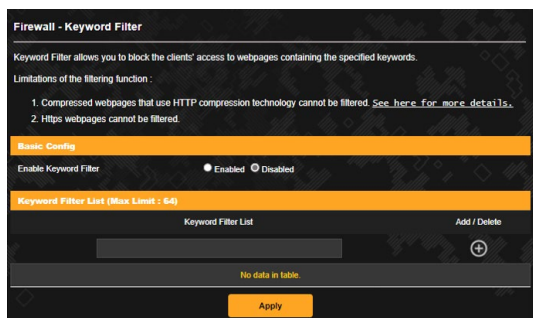 Firewall - Keyword Filter
Keyword Filter allows you to block the clients' access to webpages containing the specified keywords.
Limitations of the filtering function :
1. Compressed webpages that use HTTP compression technology cannot be filtered. See here for more details.
2. Https webpages cannot be filtered.
Basic Config
Enable Keyword Filter Enabled Disabled
Keyword Filter List (Max Limit : 64)
Keyword Filter List Add / Delete
No data in table.
Apply